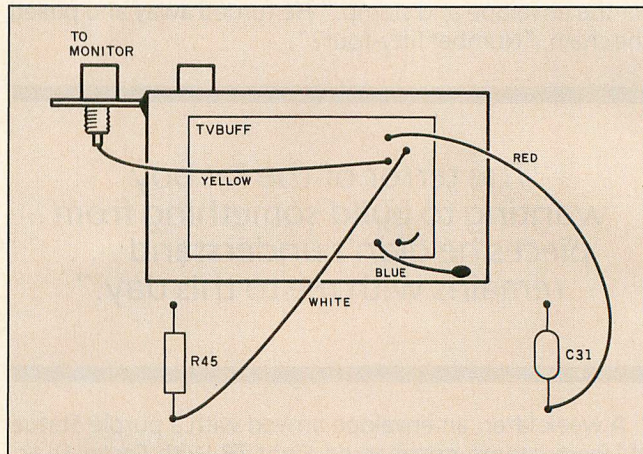 TO
MONITOR
TVBUFF
RED
YELLOW
BLUE
WHITE
R45
C31